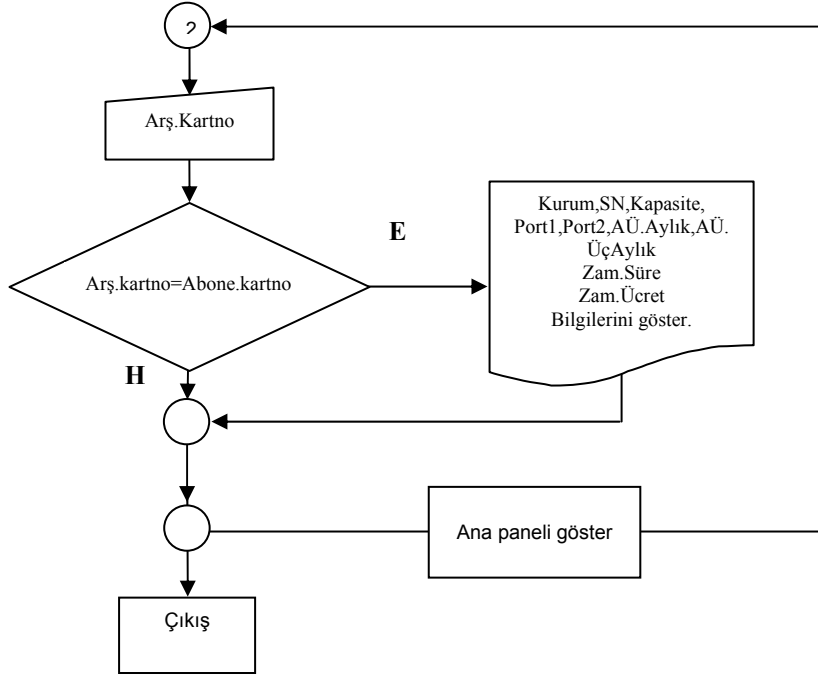 2
Arş.Kartno
Arş.kartno=Abone.kartno
E
Kurum,SN,Kapasite,
Port1,Port2,AÜ.Aylık,AÜ.
ÜçAylık
Zam.Süre
Zam.Ücret
Bilgilerini göster.
H
Ana paneli göster
Çıkış